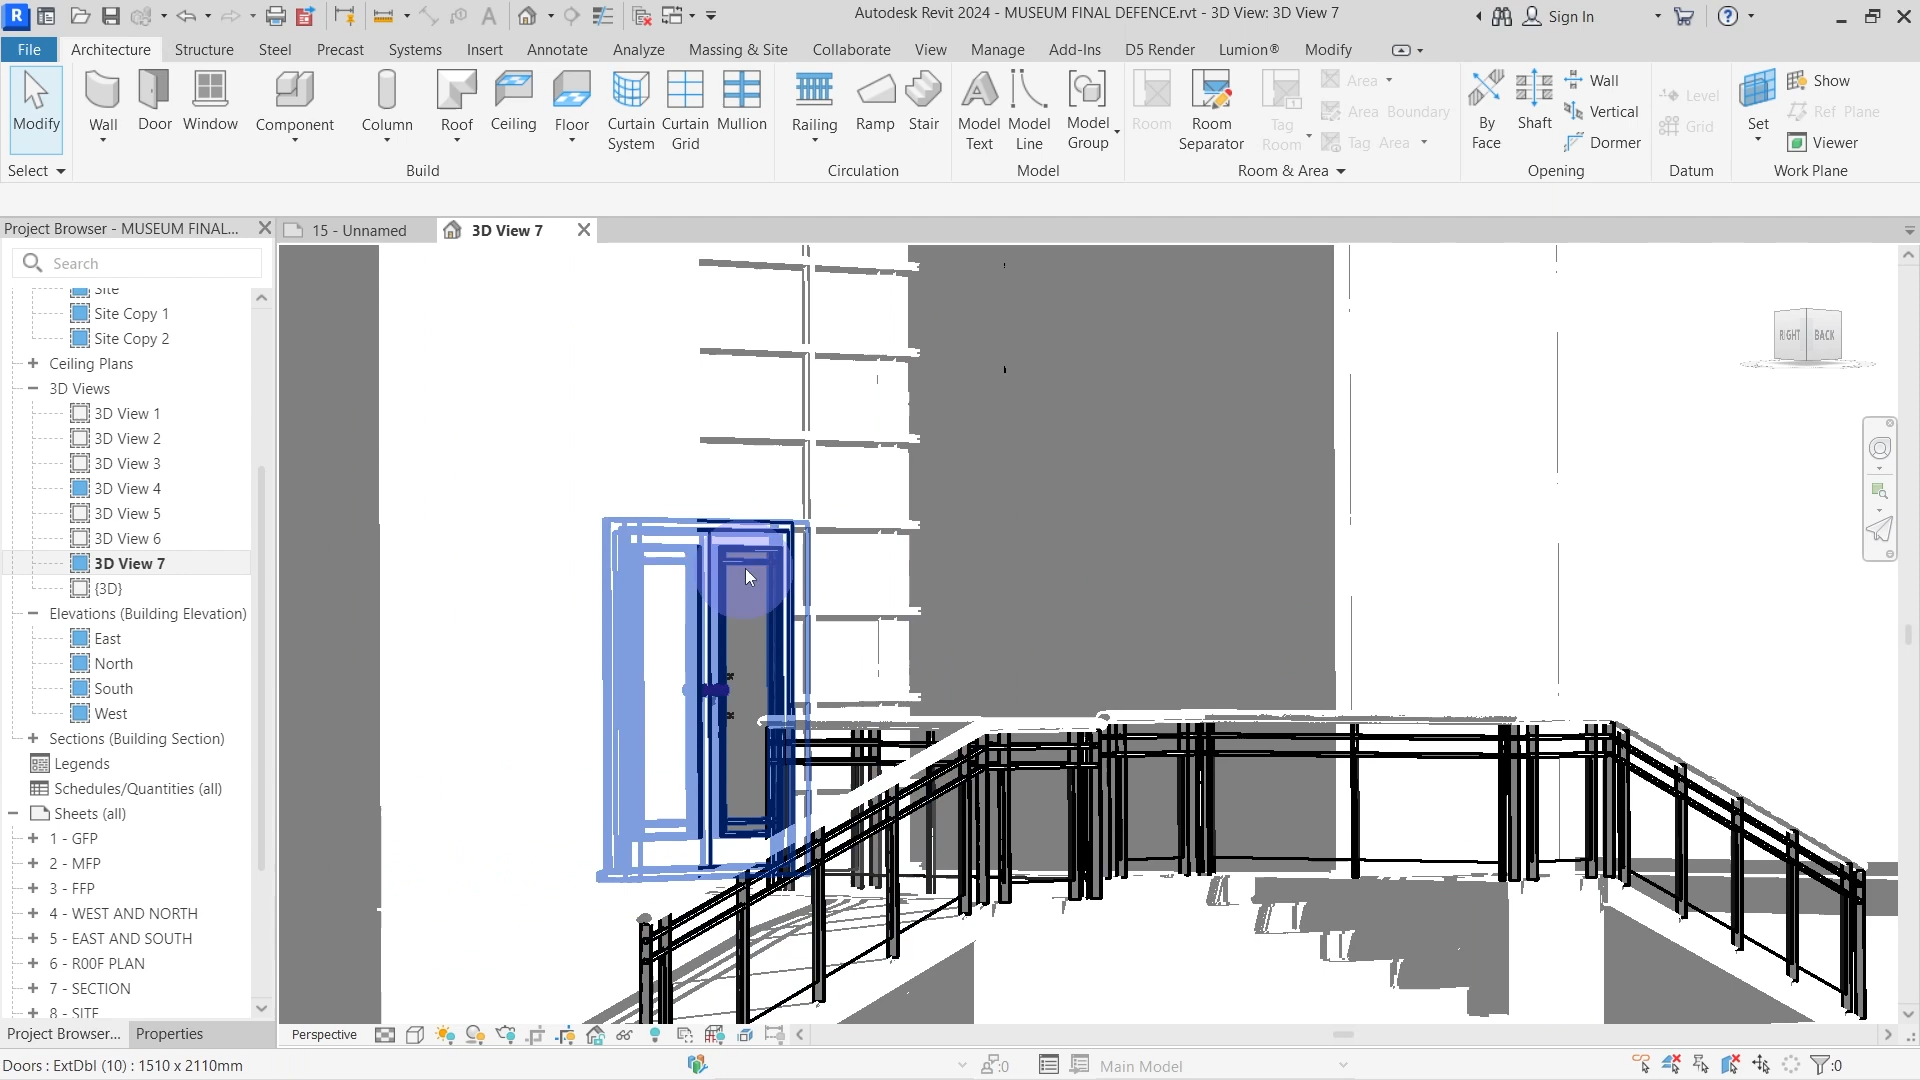 Autodesk Revit 2024 - MUSEUM FINAL DEFENCE.rvt - 3D View: 3D View 7
Sign In
File Architecture Structure Steel Precast Systems Insert Annotate Analyze Massing & Site Collaborate View Manage Add-Ins D5 Render Lumion® Modify
Modify
Wall
Door
Window
Component
Column
Roof
Ceiling
Floor
Curtain System
Curtain Grid
Mullion
Railing
Ramp
Stair
Model Text
Model Line
Model Group
Room
Room Separator
Tag Room
Area
Area Boundary
Tag Area
By Face
Shaft
Wall
Vertical
Dormer
Level
Grid
Set
Show
Ref Plane
Viewer
Select Build Circulation Model Room & Area Opening Datum Work Plane
Project Browser - MUSEUM FINAL...
15 - Unnamed
3D View 7
Search
Site
Site Copy 1
Site Copy 2
Ceiling Plans
3D Views
3D View 1
3D View 2
3D View 3
3D View 4
3D View 5
3D View 6
3D View 7
{3D}
Elevations (Building Elevation)
East
North
South
West
Sections (Building Section)
Legends
Schedules/Quantities (all)
Sheets (all)
1 - GFP
2 - MFP
3 - FFP
4 - WEST AND NORTH
5 - EAST AND SOUTH
6 - R00F PLAN
7 - SECTION
8 - SITE
RIGHT BACK
Project Browser... Properties
Perspective
Doors : ExtDbl (10) : 1510 x 2110mm
:0
Main Model
:0